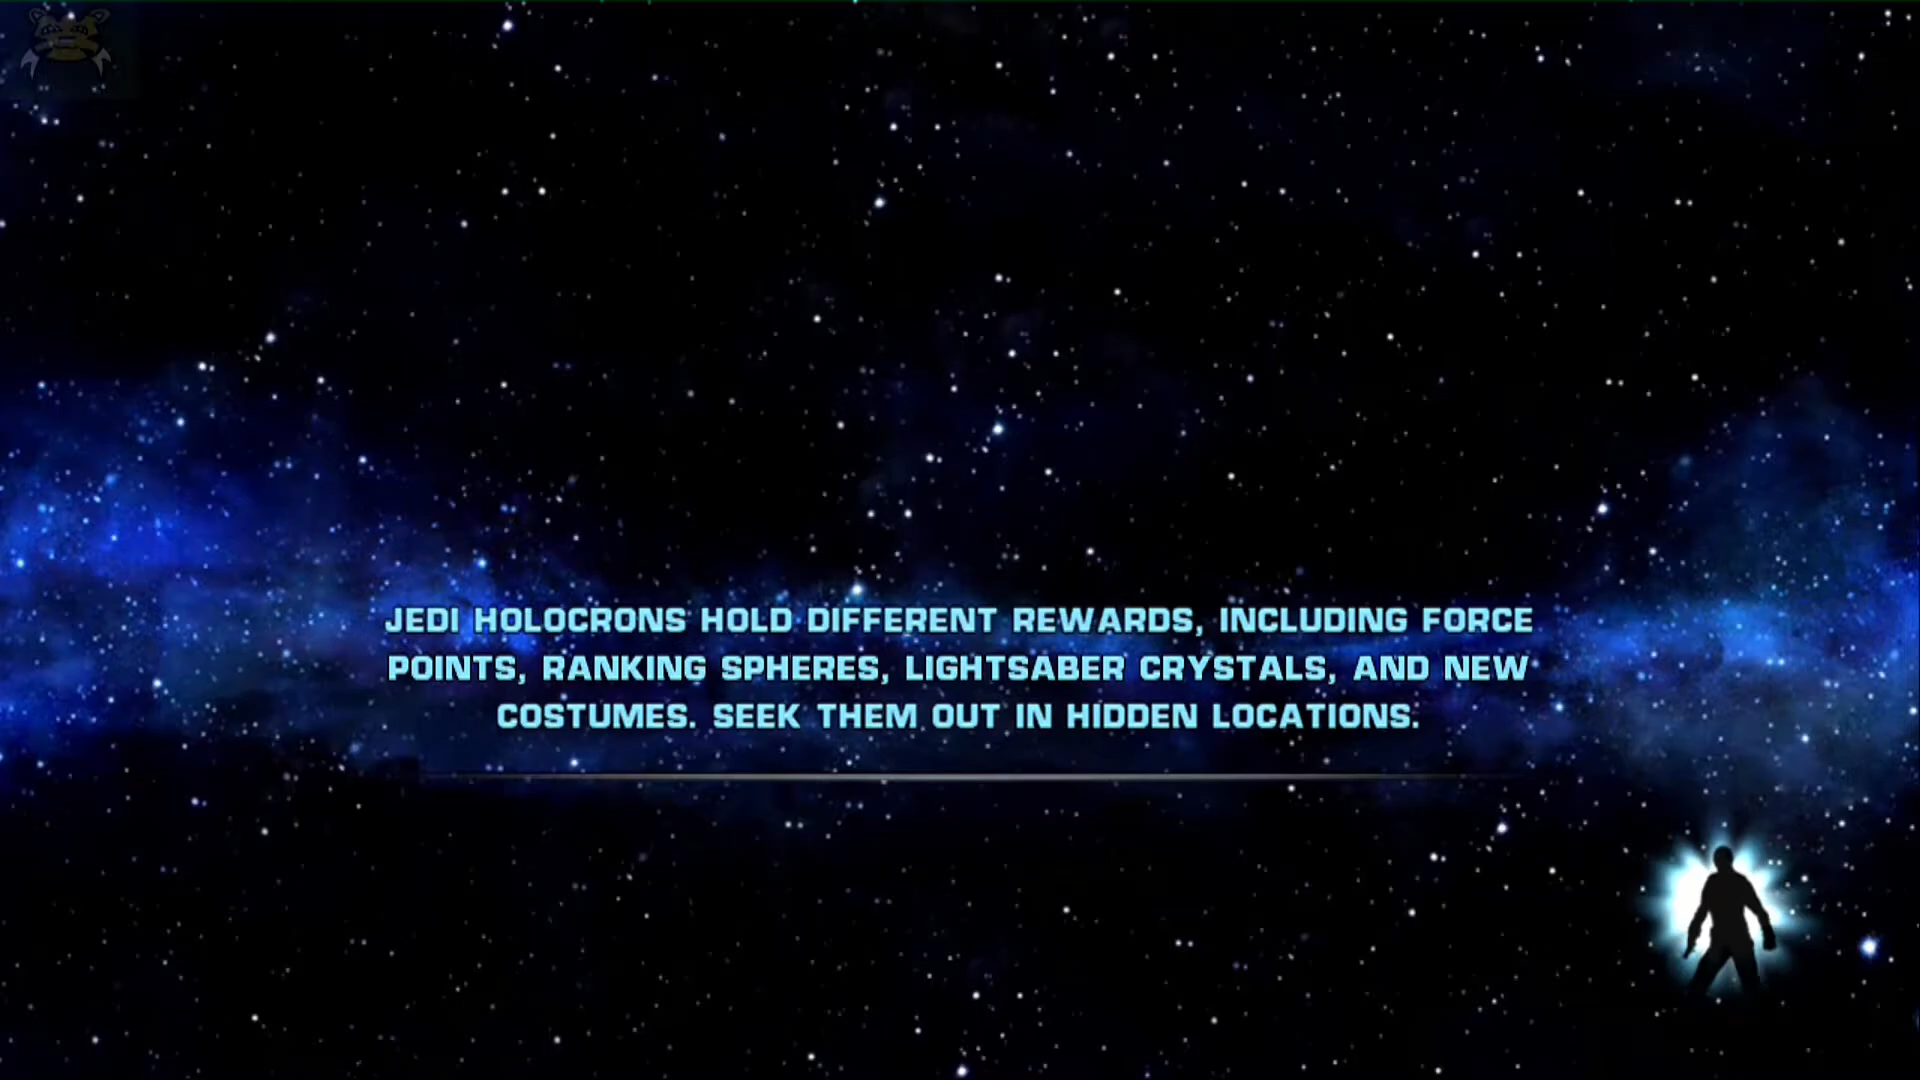 JEDI HOLOCRONS HOLD DIFFERENT REWARDS, INCLUDING FORCE
POINTS, RANKING SPHERES, LIGHTSABER CRYSTALS, AND NEW
COSTUMES. SEEK THEM OUT IN HIDDEN LOCATIONS.